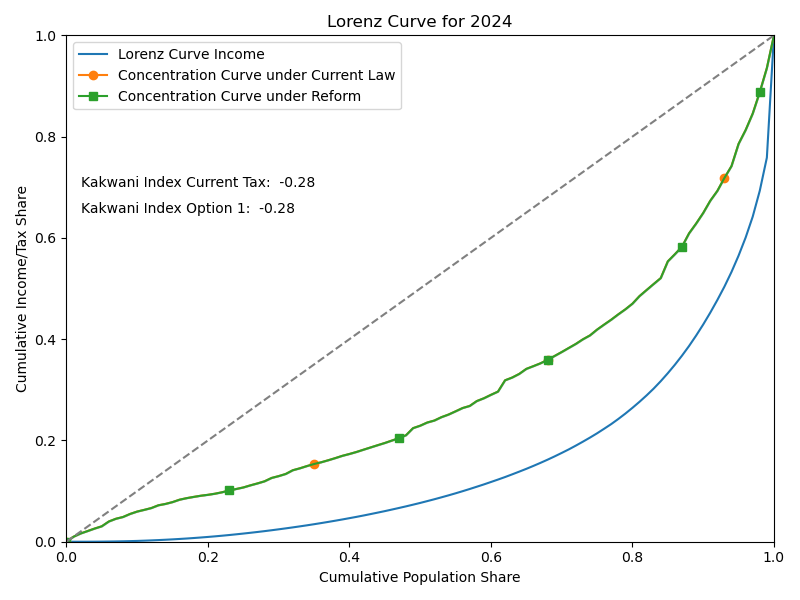 Lorenz Curve for 2024
1.0
0.8
0.6
0.4
0.2
0.0
Cumulative Income/Tax Share
Lorenz Curve Income
Concentration Curve under Current Law
Concentration Curve under Reform
Kakwani Index Current Tax:  -0.28
Kakwani Index Option 1:  -0.28
0.0 0.2 0.4 0.6 0.8 1.0
Cumulative Population Share